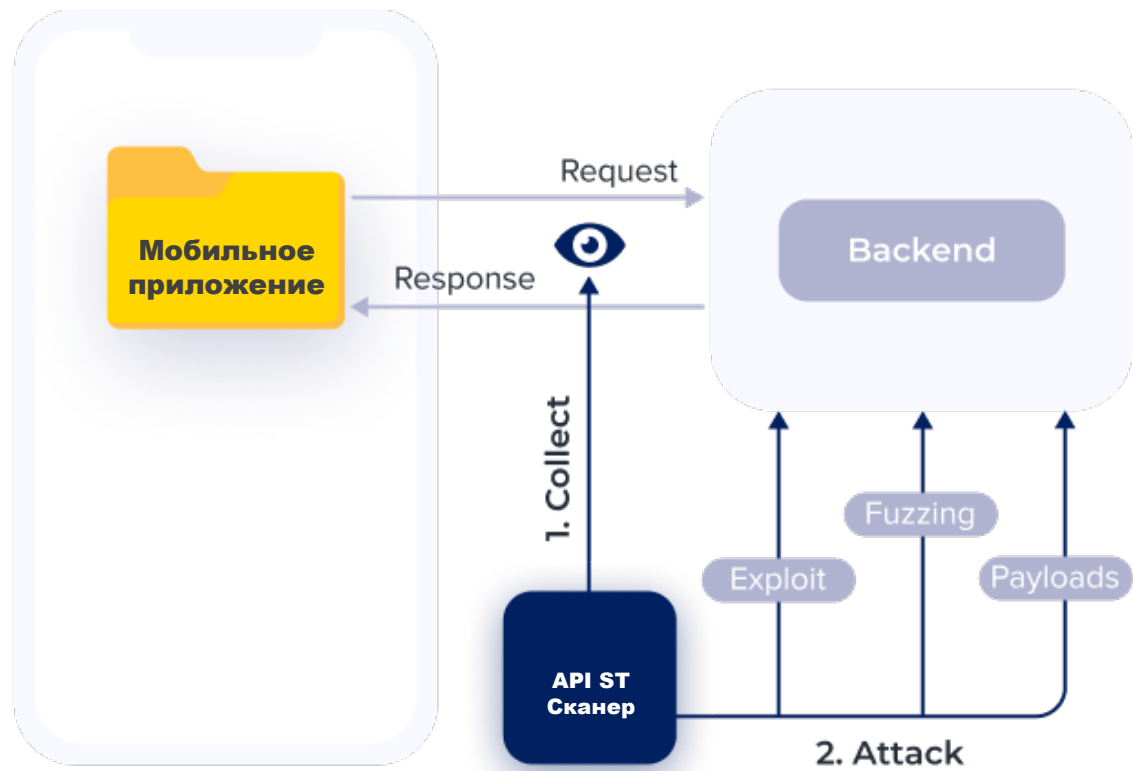 Request
Мобильное
приложение
Backend
Response
1. Collect
Fuzzing
Exploit
Payloads
API ST
Сканер
2. Attack